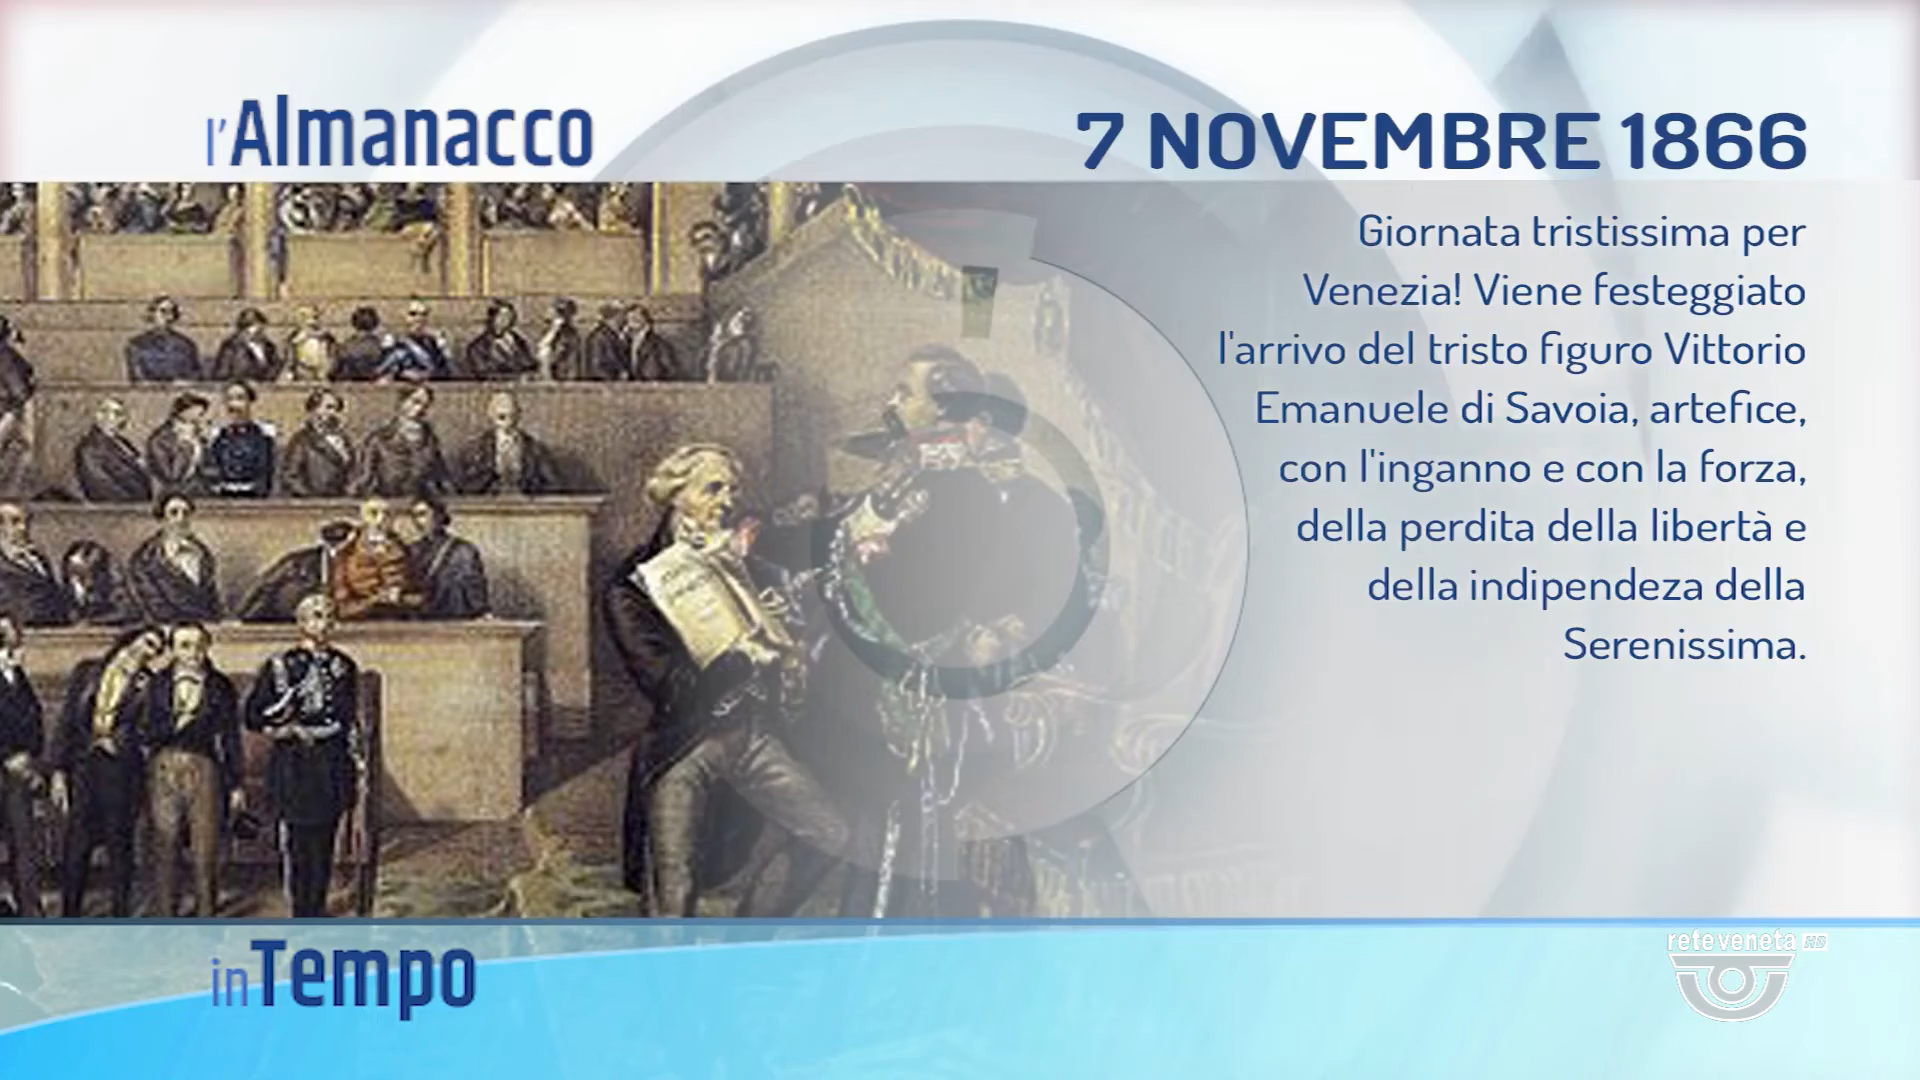 l'Almanacco
7 NOVEMBRE 1866
Giornata tristissima per
Venezia! Viene festeggiato
l'arrivo del tristo figuro Vittorio
Emanuele di Savoia, artefice,
con l'inganno e con la forza,
della perdita della libertà e
della indipendeza della
Serenissima.
inTempo
reteveneta HD